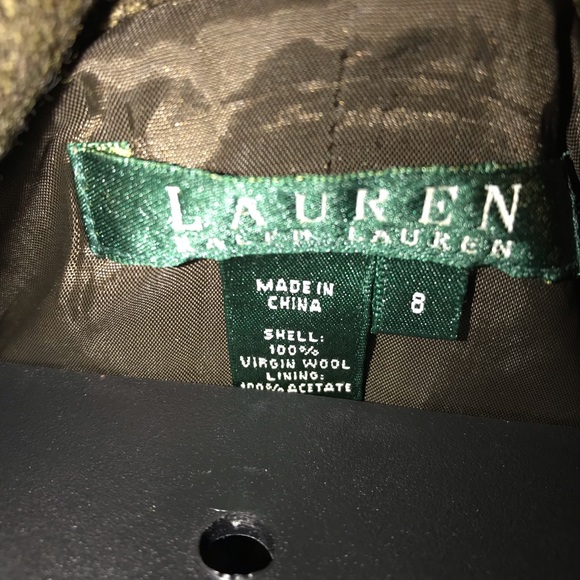 LAUREN
RALPH LAUREN
MADE IN
CHINA
8
SHELL:
100%
VIRGIN WOOL
LINING:
100% ACETATE